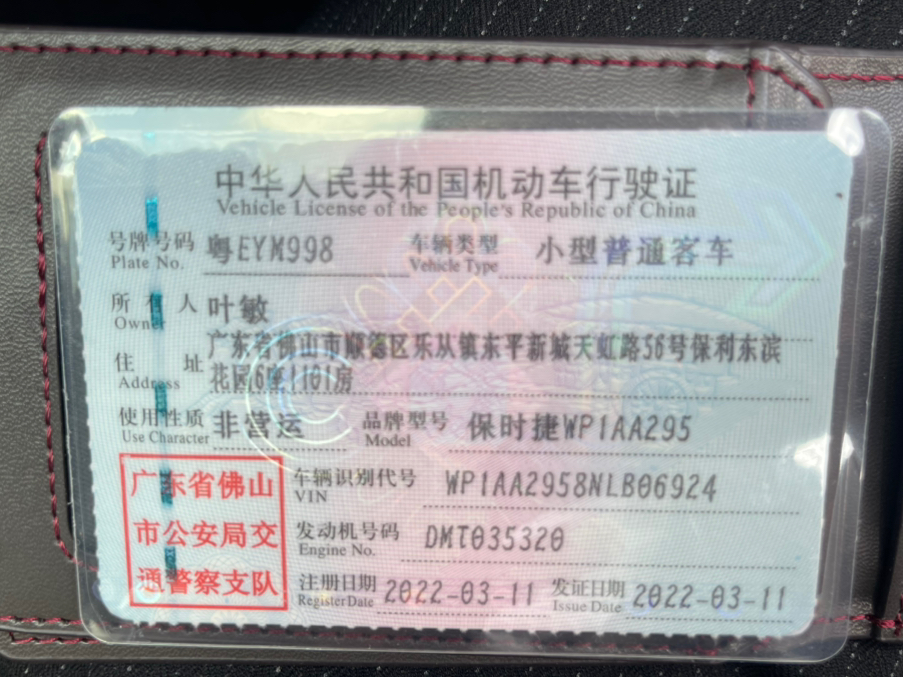 中华人民共和国机动车行驶证
Vehicle License of the People's Republic of China
号牌号码 粤EYM998 车辆类型 小型普通客车
Plate No. Vehicle Type
所有人 叶敏
Owner
住址 广东省佛山市顺德区乐从镇东平新城天虹路56号保利东滨
Address 花园6座1101房
使用性质 非营运 品牌型号 保时捷WP1AA295
Use Character Model
广东省佛山
市公安局交
通警察支队
车辆识别代号 WP1AA2958NLB06924
VIN
发动机号码 DMT035320
Engine No.
注册日期 2022-03-11 发证日期 2022-03-11
Register Date Issue Date